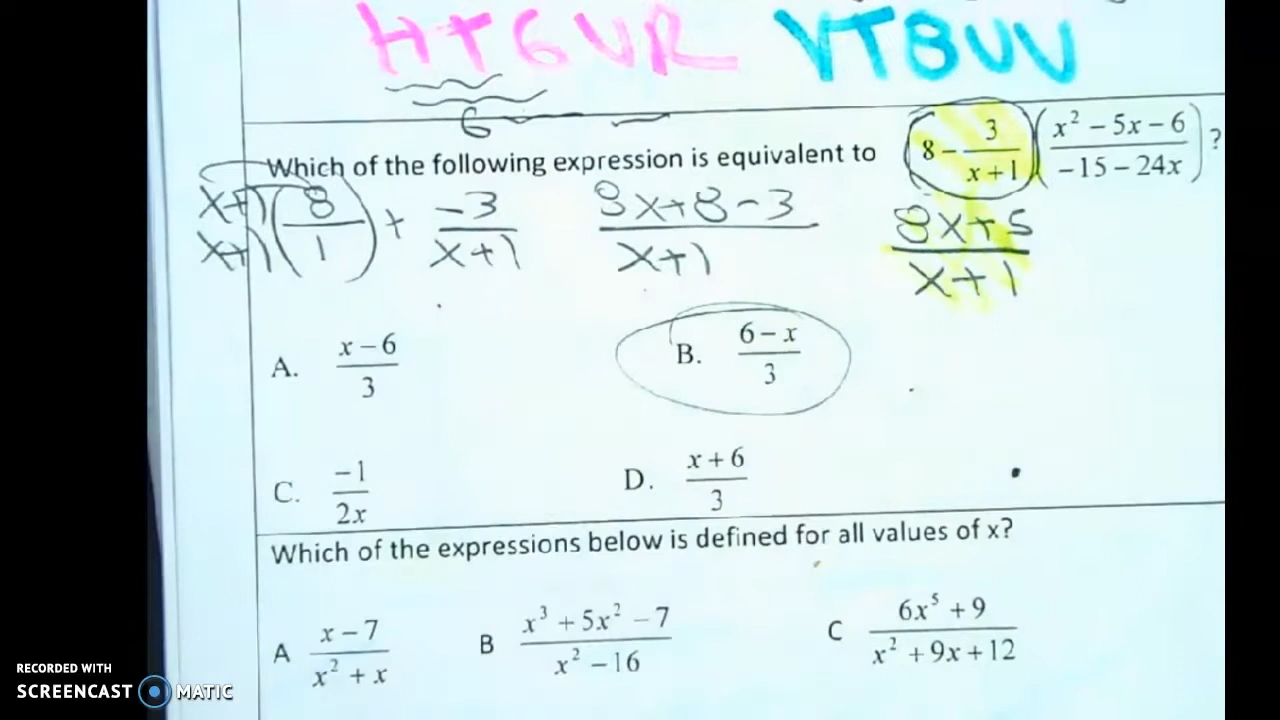 HTGVR VTBUV
6
Which of the following expression is equivalent to (8 − 3/(x+1)) ((x² − 5x − 6)/(−15 − 24x)) ?
x+1/x+1 (8/1) + −3/(x+1) (8x+8−3)/(x+1) (8x+5)/(x+1)
A. (x − 6)/3 B. (6 − x)/3
C. −1/(2x) D. (x + 6)/3
Which of the expressions below is defined for all values of x?
A (x − 7)/(x² + x) B (x³ + 5x² − 7)/(x² − 16) C (6x⁵ + 9)/(x² + 9x + 12)
RECORDED WITH
SCREENCAST MATIC